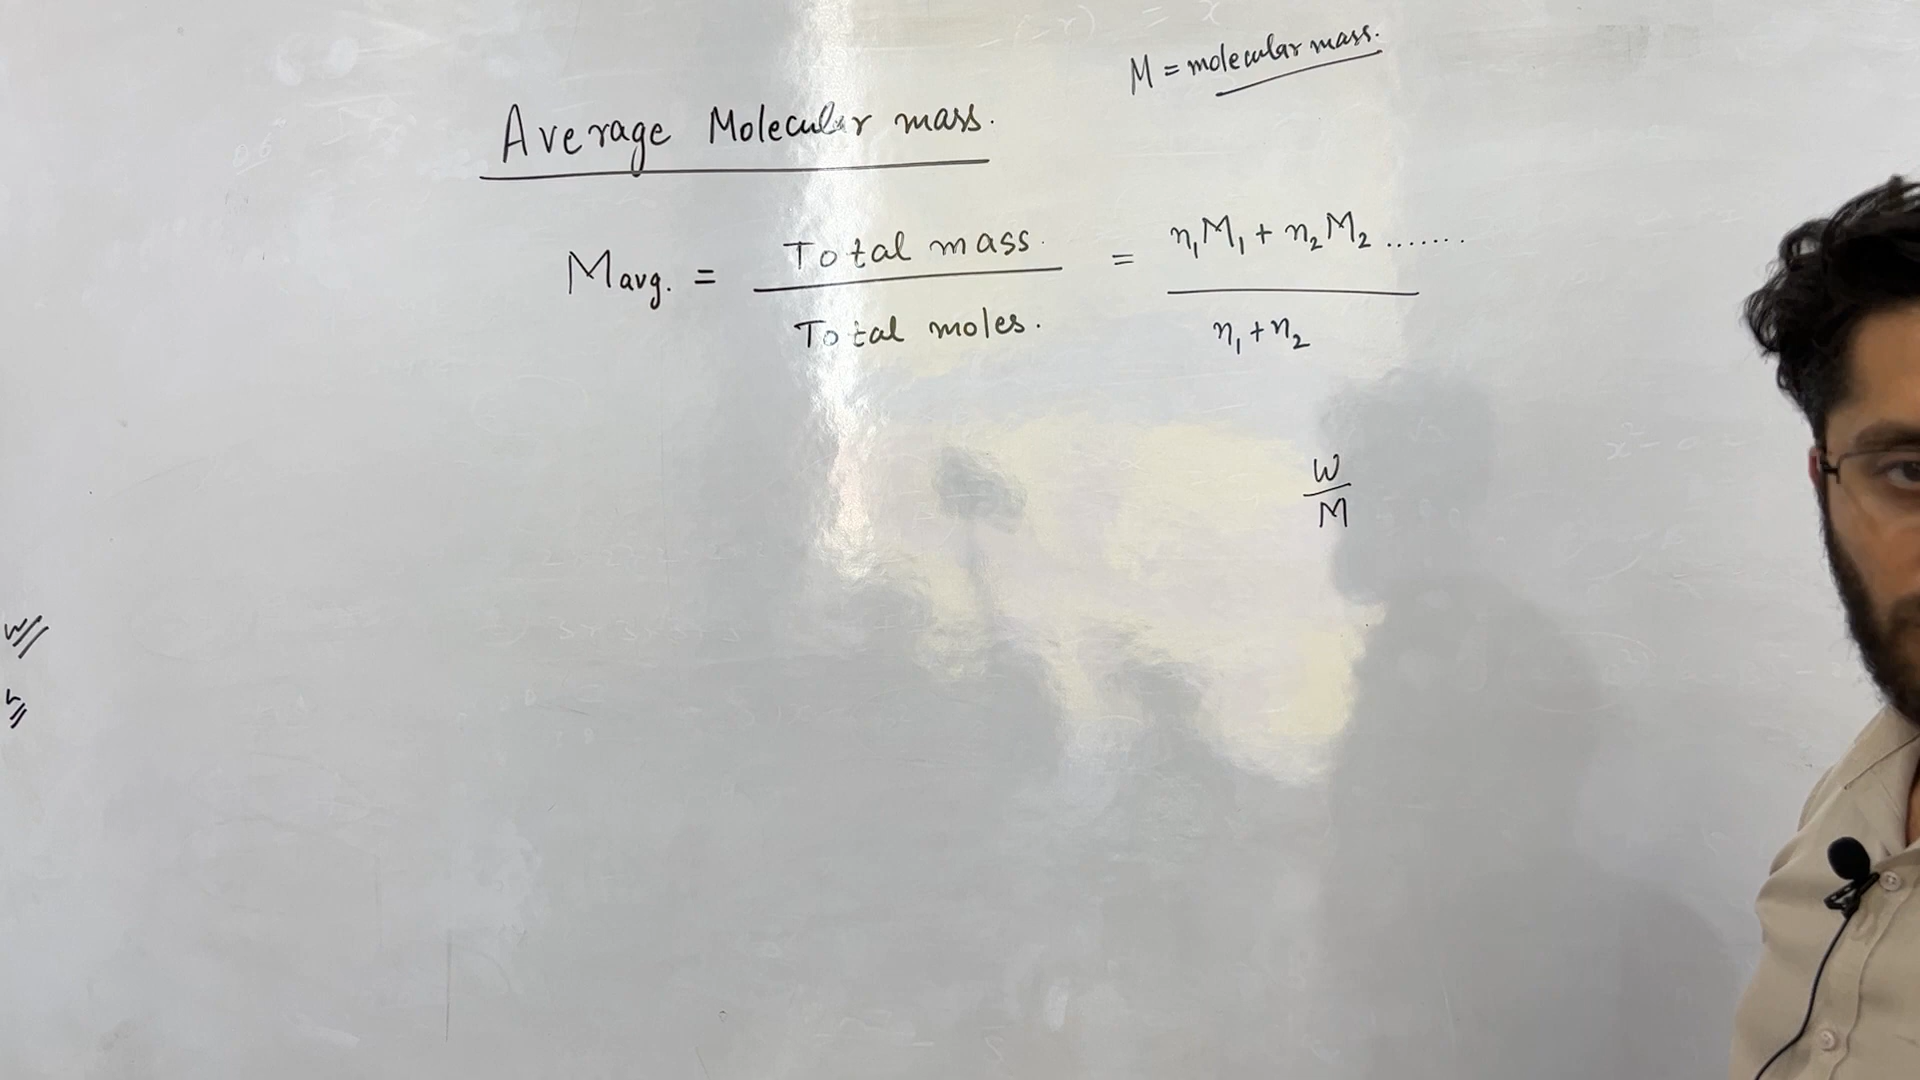 M = molecular mass.
Average Molecular mass.
Mavg. = Total mass. / Total moles. = n₁M₁ + n₂M₂ ....... / n₁ + n₂
W
M